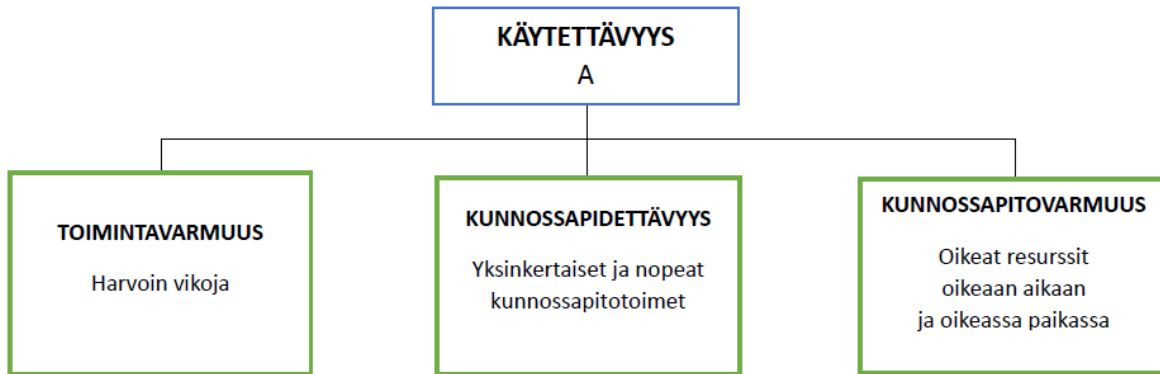 KÄYTETTÄVYYS
A
TOIMINTAVARMUUS
Harvoin vikoja
KUNNOSSAPIDETTÄVYYS
Yksinkertaiset ja nopeat
kunnossapitotoimet
KUNNOSSAPITOVARMUUS
Oikeat resurssit
oikeaan aikaan
ja oikeassa paikassa